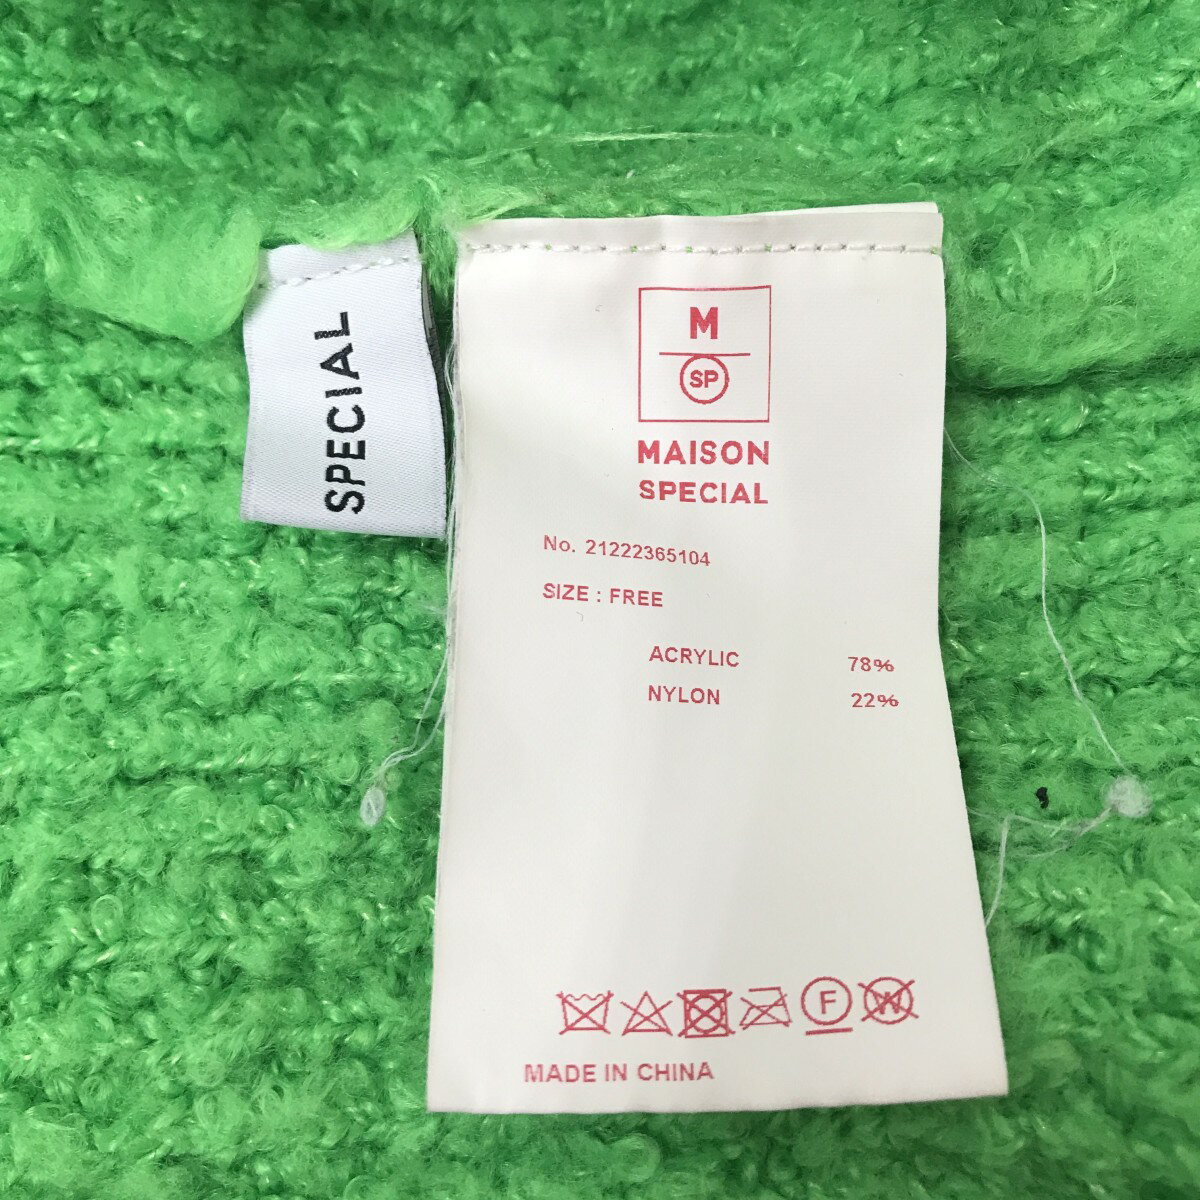 SPECIAL
M
SP
MAISON
SPECIAL
No. 21222365104
SIZE : FREE
ACRYLIC 78%
NYLON 22%
F W
MADE IN CHINA